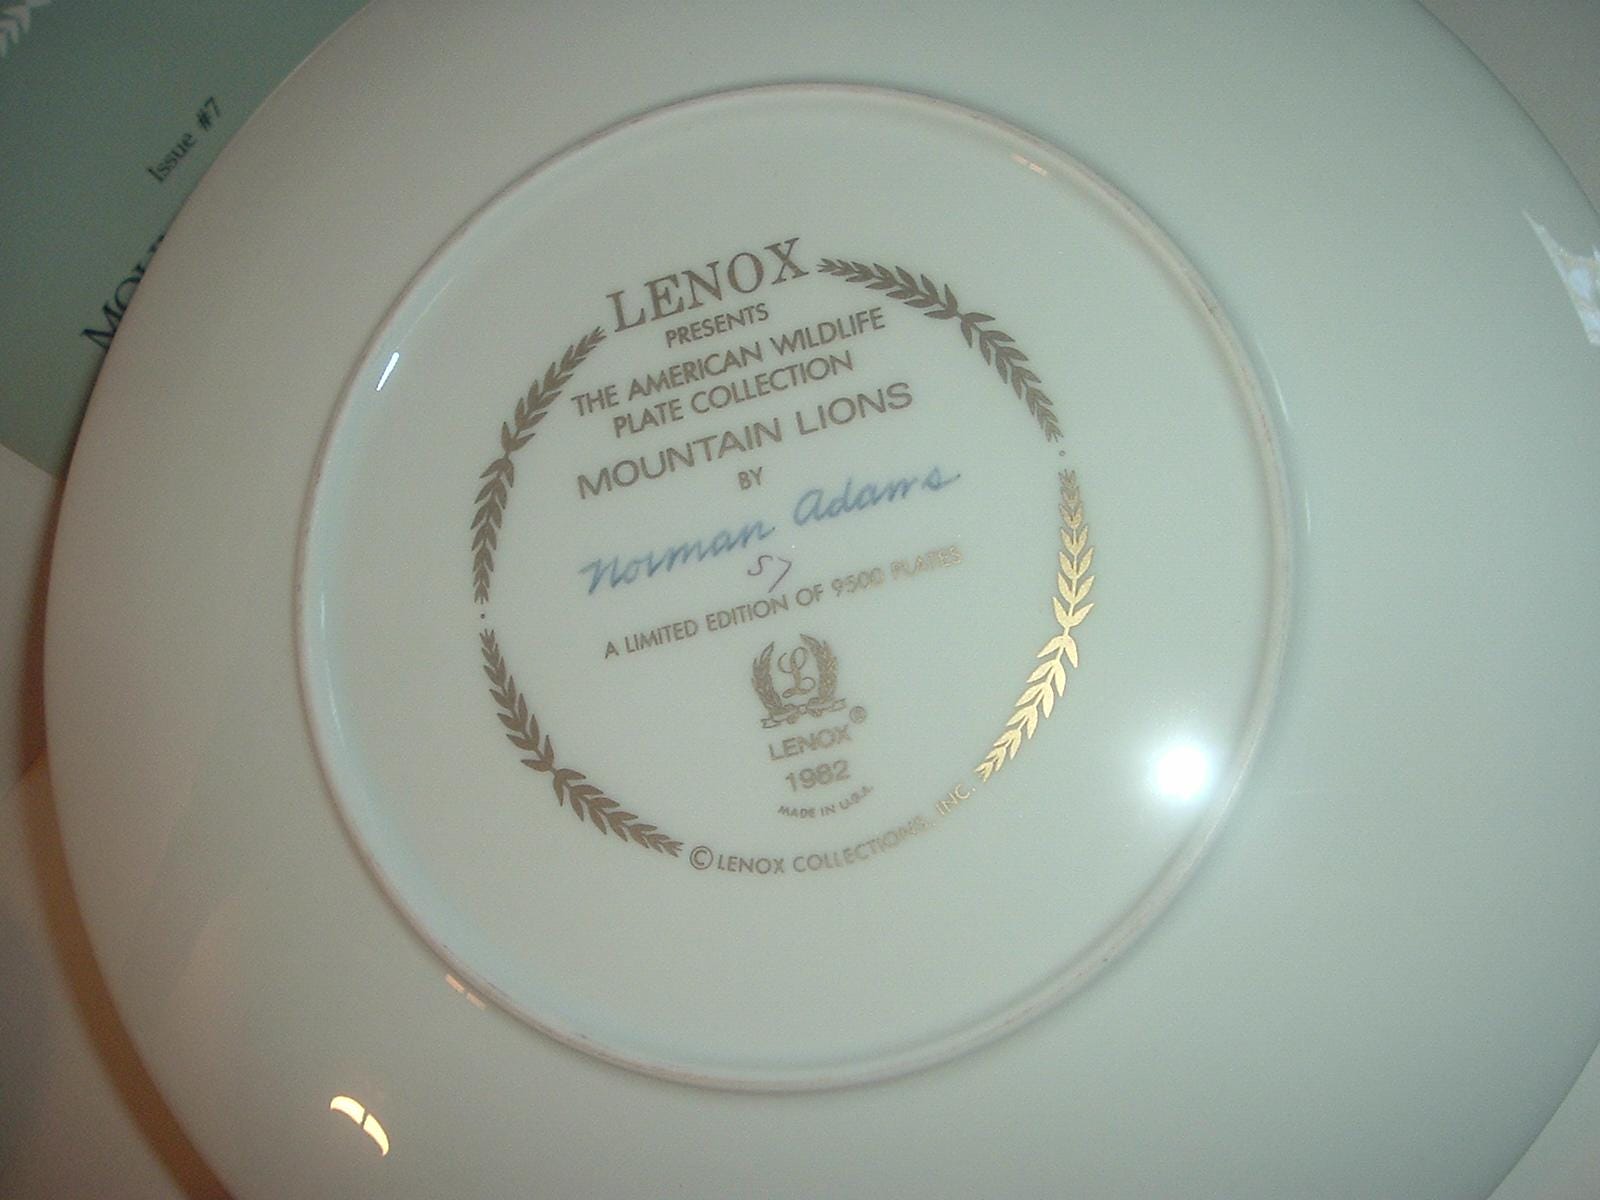 Issue #7
LENOX
PRESENTS
THE AMERICAN WILDLIFE
PLATE COLLECTION
MOUNTAIN LIONS
BY
Norman Adams
A LIMITED EDITION OF 9500 PLATES
L
LENOX®
1982
MADE IN U.S.A.
© LENOX COLLECTIONS, INC.